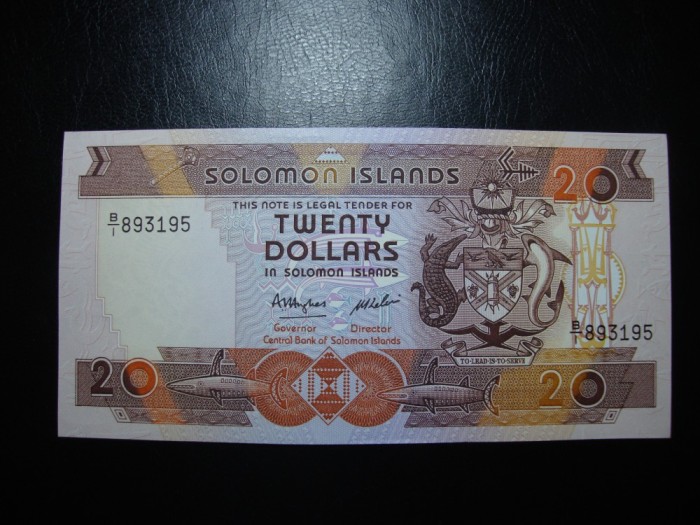 SOLOMON ISLANDS
20
THIS NOTE IS LEGAL TENDER FOR
B/1 893195
TWENTY
DOLLARS
IN SOLOMON ISLANDS
Governor Director
Central Bank of Solomon Islands
B/1 893195
TO·LEAD·IS·TO·SERVE
20
20